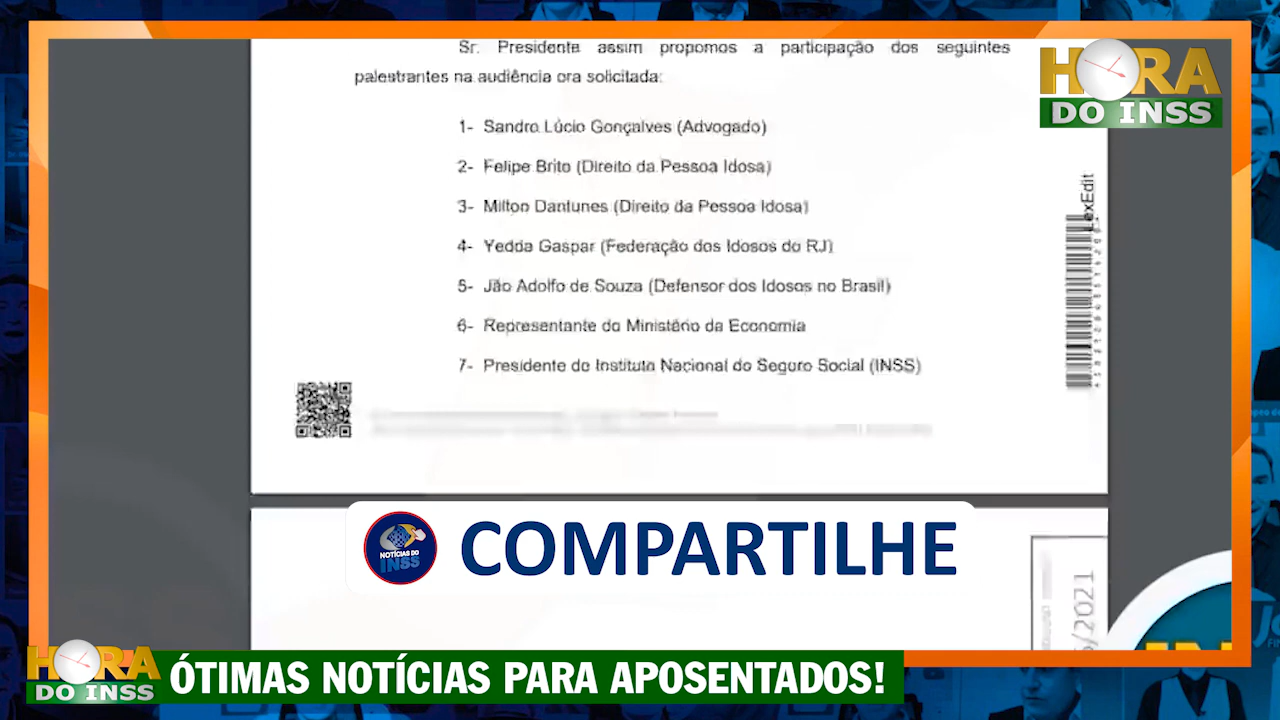 Sr. Presidente assim propomos a participação dos seguintes
palestrantes na audiência ora solicitada:
HORA
DO INSS
1- Sandro Lúcio Gonçalves (Advogado)
2- Felipe Brito (Direito da Pessoa Idosa)
3- Milton Dantunes (Direito da Pessoa Idosa)
4- Yedda Gaspar (Federação dos Idosos do RJ)
5- Jão Adolfo de Souza (Defensor dos Idosos no Brasil)
6- Representante do Ministério da Economia
7- Presidente do Instituto Nacional do Seguro Social (INSS)
LexEdit
NOTÍCIAS DO
INSS
COMPARTILHE
/2021
HORA
DO INSS
ÓTIMAS NOTÍCIAS PARA APOSENTADOS!